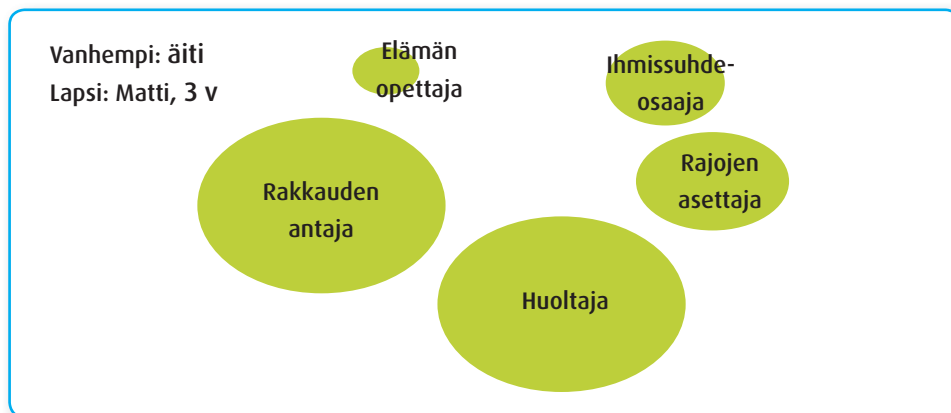 Vanhempi: äiti
Lapsi: Matti, 3 v
Elämän
opettaja
Ihmissuhde-
osaaja
Rakkauden
antaja
Rajojen
asettaja
Huoltaja